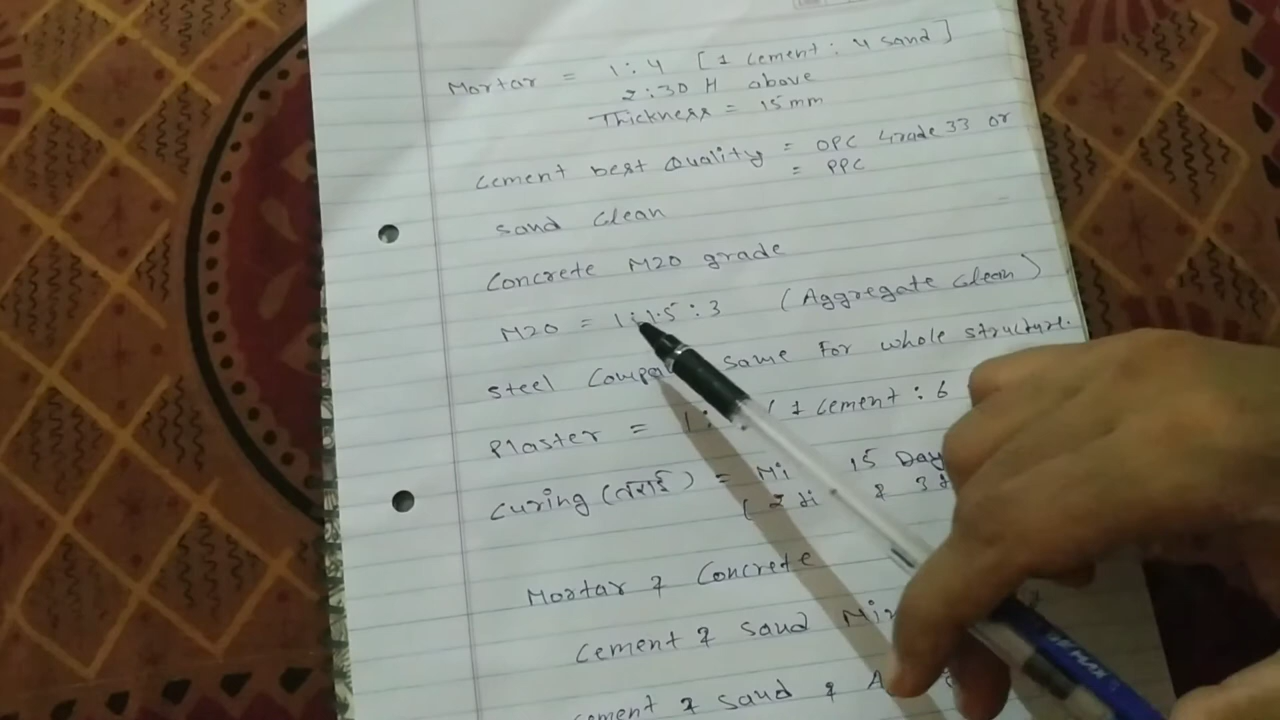 Mortar = 1:4 [1 cement : 4 sand]
2:30 H above
Thickness = 15mm
Cement best Quality = OPC Grade 33 or
= PPC
Sand Clean
Concrete M20 grade
M20 = 1:1.5:3 (Aggregate Clean)
Steel same For whole structure.
Plaster = 1: (1 cement : 6
Curing (तराई) = 15 Day
Mortar & Concrete
Cement & Sand
Cement & Sand &